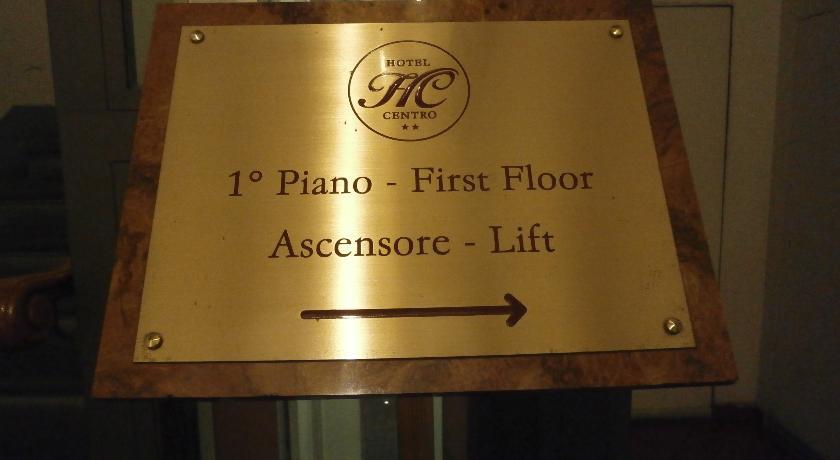 HOTEL
HC
CENTRO
★★
1° Piano - First Floor
Ascensore - Lift